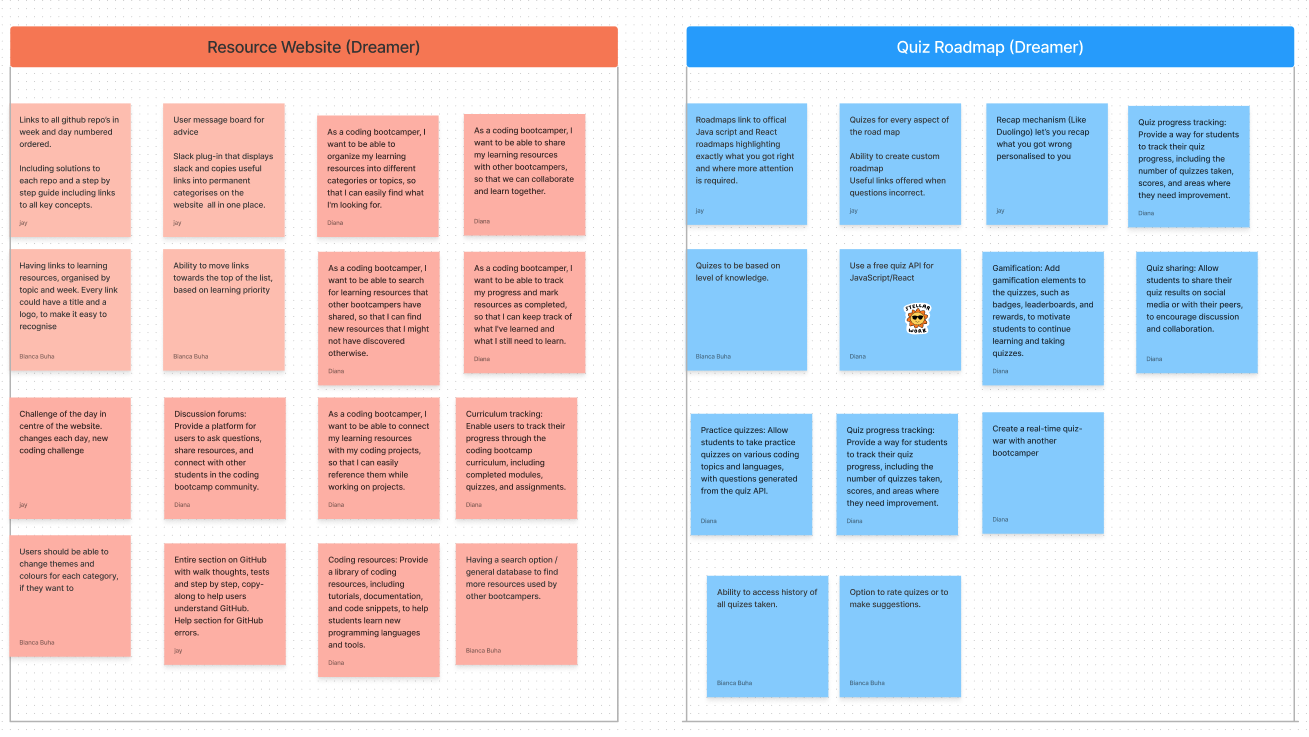 Resource Website (Dreamer)
Links to all github repo's in
week and day numbered
ordered.
Including solutions to
each repo and a step by
step guide including links
to all key concepts.
jay
User message board for
advice
Slack plug-in that displays
slack and copies useful
links into permanent
categorises on the
website  all in one place.
jay
As a coding bootcamper, I
want to be able to
organize my learning
resources into different
categories or topics, so
that I can easily find what
I'm looking for.
Diana
As a coding bootcamper, I
want to be able to share
my learning resources
with other bootcampers,
so that we can collaborate
and learn together.
Diana
Having links to learning
resources, organised by
topic and week. Every link
could have a title and a
logo, to make it easy to
recognise
Bianca Buha
Ability to move links
towards the top of the list,
based on learning priority
Bianca Buha
As a coding bootcamper, I
want to be able to search
for learning resources that
other bootcampers have
shared, so that I can find
new resources that I might
not have discovered
otherwise.
Diana
As a coding bootcamper, I
want to be able to track
my progress and mark
resources as completed,
so that I can keep track of
what I've learned and
what I still need to learn.
Diana
Challenge of the day in
centre of the website.
changes each day, new
coding challenge
jay
Discussion forums:
Provide a platform for
users to ask questions,
share resources, and
connect with other
students in the coding
bootcamp community.
Diana
As a coding bootcamper, I
want to be able to connect
my learning resources
with my coding projects,
so that I can easily
reference them while
working on projects.
Diana
Curriculum tracking:
Enable users to track their
progress through the
coding bootcamp
curriculum, including
completed modules,
quizzes, and assignments.
Diana
Users should be able to
change themes and
colours for each category,
if they want to
Bianca Buha
Entire section on GitHub
with walk thoughts, tests
and step by step, copy-
along to help users
understand GitHub.
Help section for GitHub
errors.
jay
Coding resources: Provide
a library of coding
resources, including
tutorials, documentation,
and code snippets, to help
students learn new
programming languages
and tools.
Diana
Having a search option /
general database to find
more resources used by
other bootcampers.
Bianca Buha
Quiz Roadmap (Dreamer)
Roadmaps link to offical
Java script and React
roadmaps highlighting
exactly what you got right
and where more attention
is required.
jay
Quizes for every aspect of
the road map
Ability to create custom
roadmap
Useful links offered when
questions incorrect.
jay
Recap mechanism (Like
Duolingo) let's you recap
what you got wrong
personalised to you
jay
Quiz progress tracking:
Provide a way for students
to track their quiz
progress, including the
number of quizzes taken,
scores, and areas where
they need improvement.
Diana
Quizes to be based on
level of knowledge.
Bianca Buha
Use a free quiz API for
JavaScript/React
STELLAR
WORK
Diana
Gamification: Add
gamification elements to
the quizzes, such as
badges, leaderboards, and
rewards, to motivate
students to continue
learning and taking
quizzes.
Diana
Quiz sharing: Allow
students to share their
quiz results on social
media or with their peers,
to encourage discussion
and collaboration.
Diana
Practice quizzes: Allow
students to take practice
quizzes on various coding
topics and languages,
with questions generated
from the quiz API.
Diana
Quiz progress tracking:
Provide a way for students
to track their quiz
progress, including the
number of quizzes taken,
scores, and areas where
they need improvement.
Diana
Create a real-time quiz-
war with another
bootcamper
Diana
Ability to access history of
all quizes taken.
Bianca Buha
Option to rate quizes or to
make suggestions.
Bianca Buha